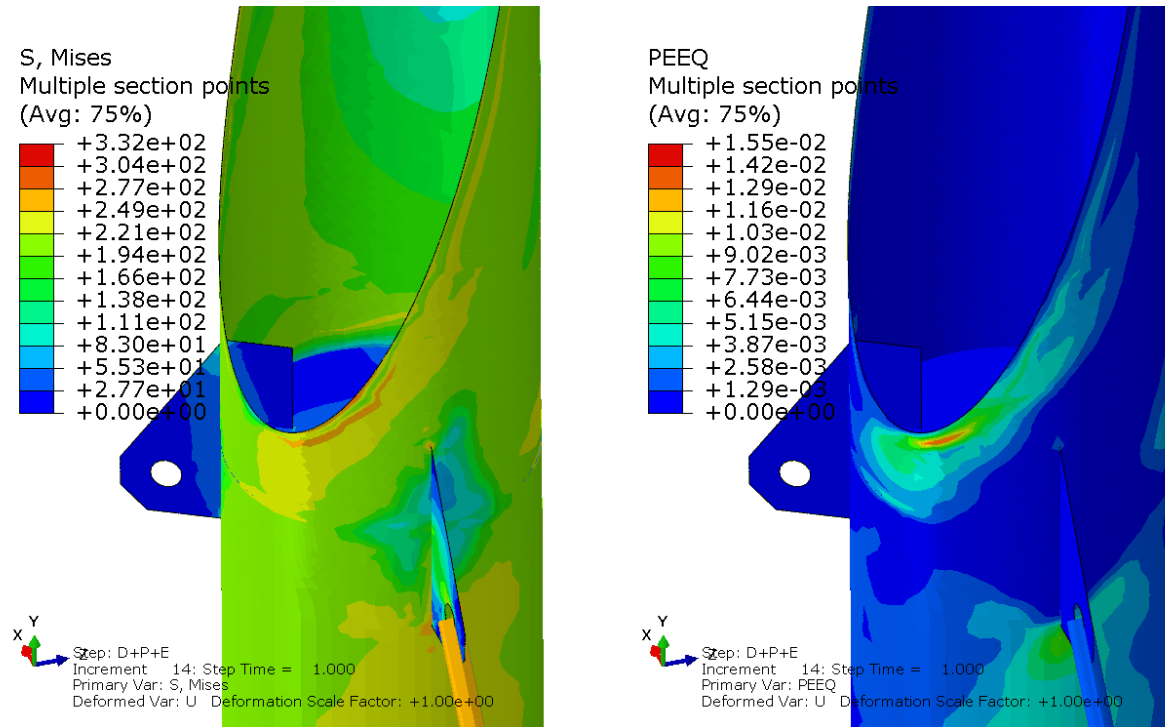 S, Mises
Multiple section points
(Avg: 75%)
+3.32e+02
+3.04e+02
+2.77e+02
+2.49e+02
+2.21e+02
+1.94e+02
+1.66e+02
+1.38e+02
+1.11e+02
+8.30e+01
+5.53e+01
+2.77e+01
+0.00e+00
Y
X
Z
Step: D+P+E
Increment 14: Step Time = 1.000
Primary Var: S, Mises
Deformed Var: U Deformation Scale Factor: +1.00e+00
PEEQ
Multiple section points
(Avg: 75%)
+1.55e-02
+1.42e-02
+1.29e-02
+1.16e-02
+1.03e-02
+9.02e-03
+7.73e-03
+6.44e-03
+5.15e-03
+3.87e-03
+2.58e-03
+1.29e-03
+0.00e+00
Y
X
Z
Step: D+P+E
Increment 14: Step Time = 1.000
Primary Var: PEEQ
Deformed Var: U Deformation Scale Factor: +1.00e+00